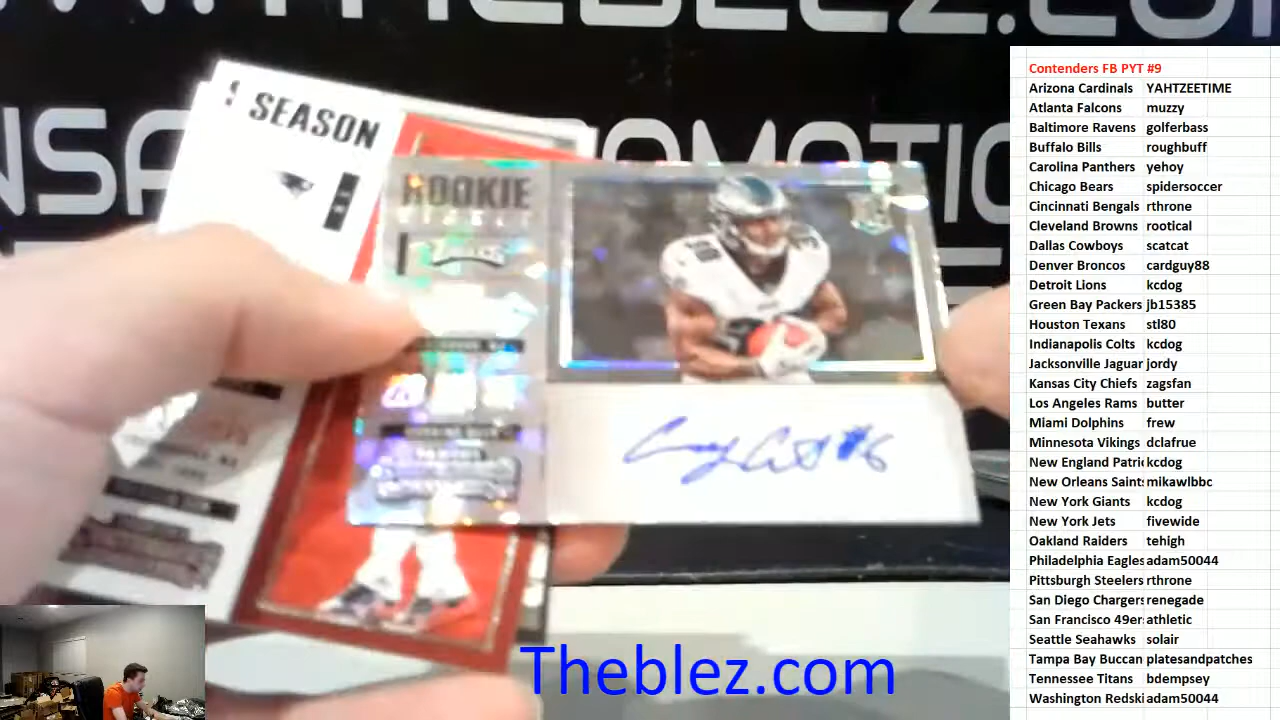 THEBLEZ.CO
NSA
OMATIC
SEASON
ROOKIE
Theblez.com
Contenders FB PYT #9
Arizona Cardinals YAHTZEETIME
Atlanta Falcons muzzy
Baltimore Ravens golferbass
Buffalo Bills roughbuff
Carolina Panthers yehoy
Chicago Bears spidersoccer
Cincinnati Bengals rthrone
Cleveland Browns rootical
Dallas Cowboys scatcat
Denver Broncos cardguy88
Detroit Lions kcdog
Green Bay Packers jb15385
Houston Texans stl80
Indianapolis Colts kcdog
Jacksonville Jaguar jordy
Kansas City Chiefs zagsfan
Los Angeles Rams butter
Miami Dolphins frew
Minnesota Vikings dclafrue
New England Patric kcdog
New Orleans Saints mikawlbbc
New York Giants kcdog
New York Jets fivewide
Oakland Raiders tehigh
Philadelphia Eagles adam50044
Pittsburgh Steelers rthrone
San Diego Chargers renegade
San Francisco 49er athletic
Seattle Seahawks solair
Tampa Bay Buccan platesandpatches
Tennessee Titans bdempsey
Washington Redski adam50044